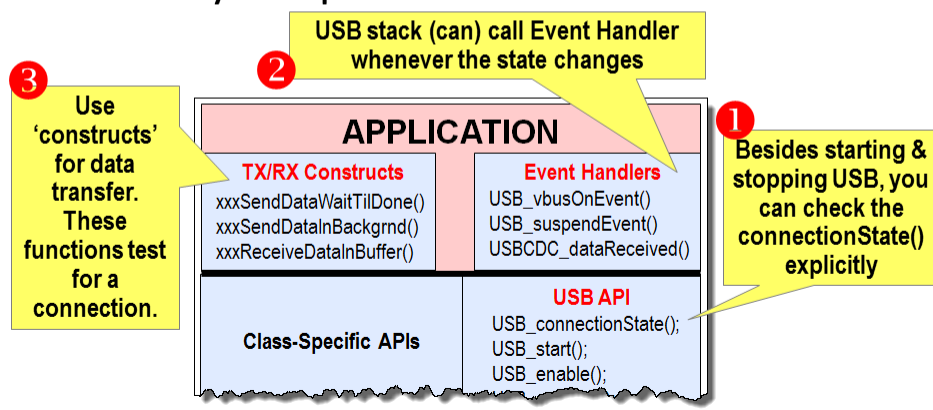 USB stack (can) call Event Handler
whenever the state changes
2
3
Use
‘constructs’
for data
transfer.
These
functions test
for a
connection.
1
Besides starting &
stopping USB, you
can check the
connectionState()
explicitly
APPLICATION
TX/RX Constructs
xxxSendDataWaitTilDone()
xxxSendDataInBackgrnd()
xxxReceiveDataInBuffer()
Event Handlers
USB_vbusOnEvent()
USB_suspendEvent()
USBCDC_dataReceived()
Class-Specific APIs
USB API
USB_connectionState();
USB_start();
USB_enable();